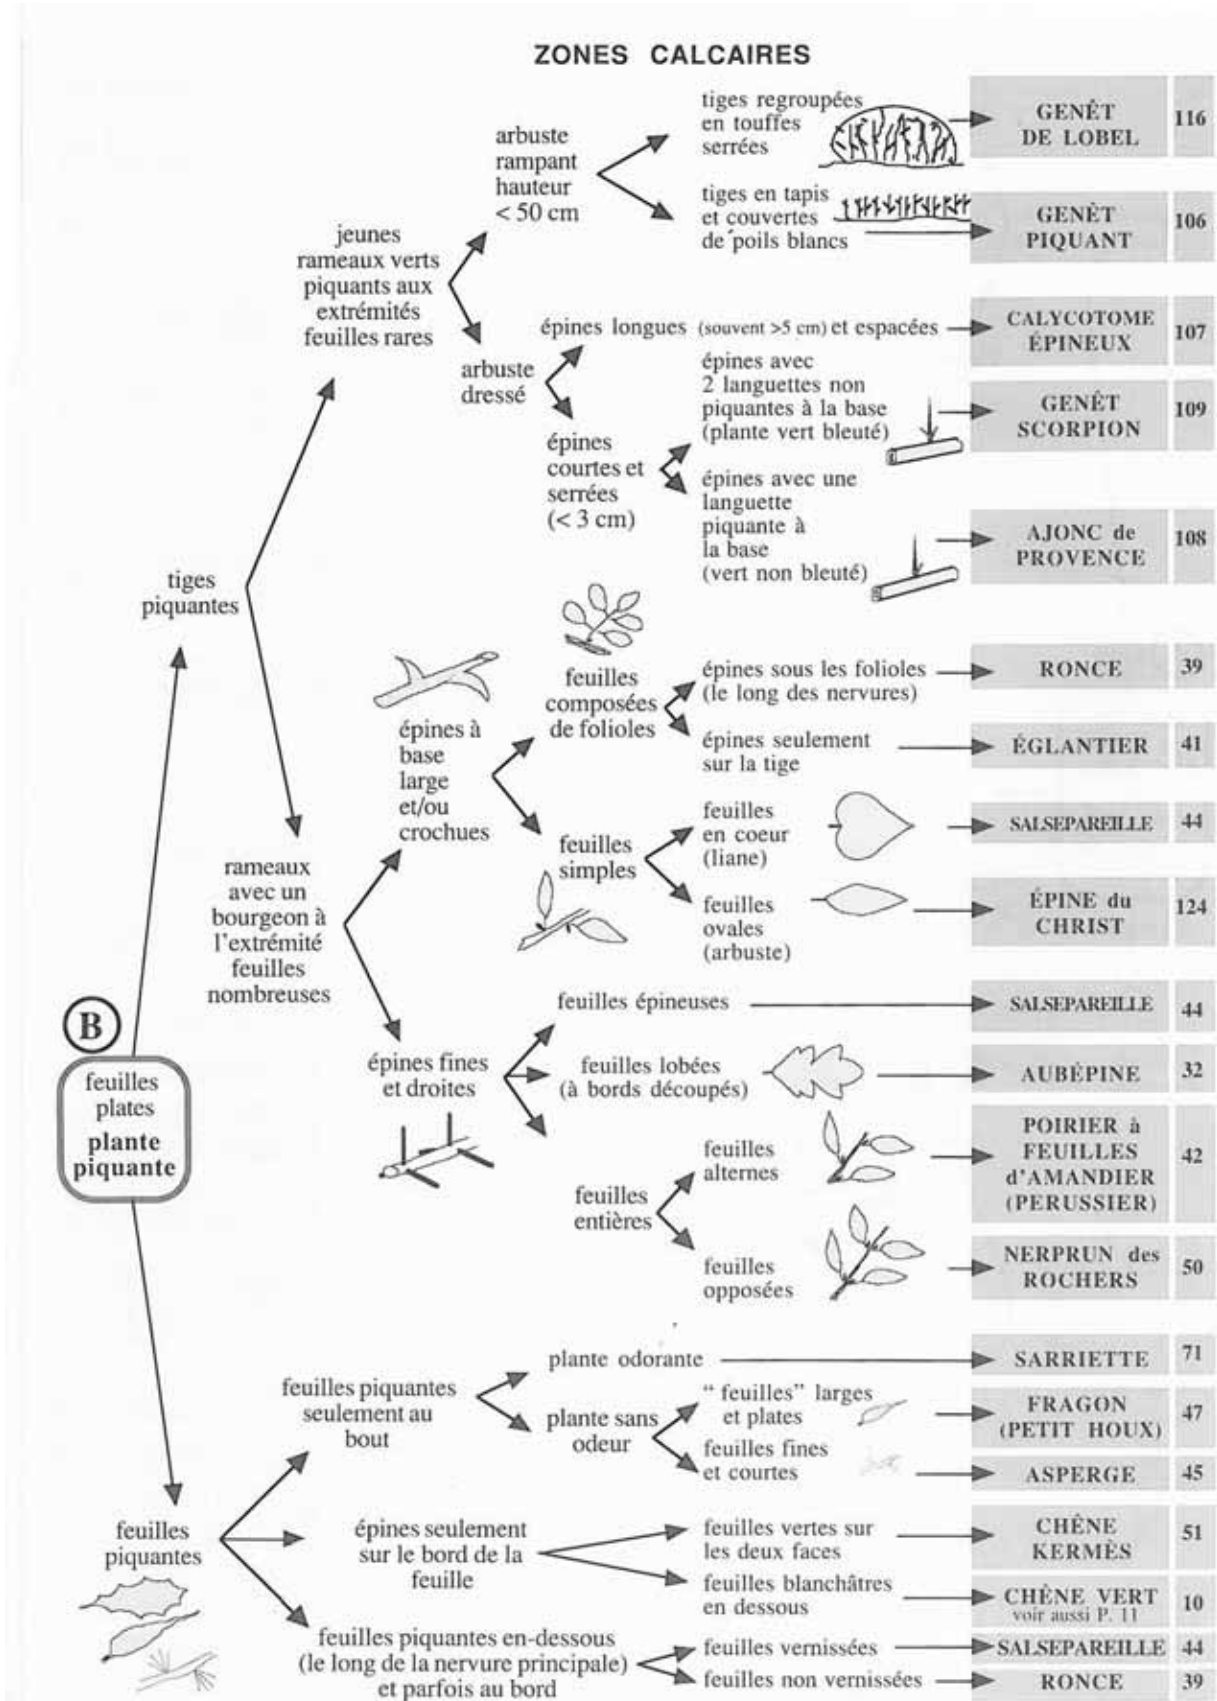 ZONES CALCAIRES
tiges regroupées
en touffes
serrées
GENÊT
DE LOBEL
116
arbuste
rampant
hauteur
< 50 cm
tiges en tapis
et couvertes
de poils blancs
GENÊT
PIQUANT
106
jeunes
rameaux verts
piquants aux
extrémités
feuilles rares
épines longues (souvent >5 cm) et espacées
CALYCOTOME
ÉPINEUX
107
arbuste
dressé
épines avec
2 languettes non
piquantes à la base
(plante vert bleuté)
GENÊT
SCORPION
109
épines
courtes et
serrées
(< 3 cm)
épines avec une
languette
piquante à
la base
(vert non bleuté)
AJONC de
PROVENCE
108
tiges
piquantes
feuilles
composées
de folioles
épines sous les folioles
(le long des nervures)
RONCE
39
épines à
base
large
et/ou
crochues
épines seulement
sur la tige
ÉGLANTIER
41
feuilles
simples
feuilles
en coeur
(liane)
SALSEPAREILLE
44
rameaux
avec un
bourgeon à
l'extrémité
feuilles
nombreuses
feuilles
ovales
(arbuste)
ÉPINE du
CHRIST
124
B
feuilles
plates
plante
piquante
feuilles épineuses
SALSEPAREILLE
44
épines fines
et droites
feuilles lobées
(à bords découpés)
AUBÉPINE
32
feuilles
entières
feuilles
alternes
POIRIER à
FEUILLES
d'AMANDIER
(PERUSSIER)
42
feuilles
opposées
NERPRUN des
ROCHERS
50
feuilles piquantes
seulement au
bout
plante odorante
SARRIETTE
71
plante sans
odeur
"feuilles" larges
et plates
FRAGON
(PETIT HOUX)
47
feuilles fines
et courtes
ASPERGE
45
feuilles
piquantes
épines seulement
sur le bord de la
feuille
feuilles vertes sur
les deux faces
CHÊNE
KERMÈS
51
feuilles blanchâtres
en dessous
CHÊNE VERT
voir aussi P. 11
10
feuilles piquantes en-dessous
(le long de la nervure principale)
et parfois au bord
feuilles vernissées
SALSEPAREILLE
44
feuilles non vernissées
RONCE
39